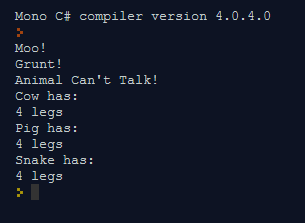 Mono C# compiler version 4.0.4.0
>
Moo!
Grunt!
Animal Can't Talk!
Cow has:
4 legs
Pig has:
4 legs
Snake has:
4 legs
>